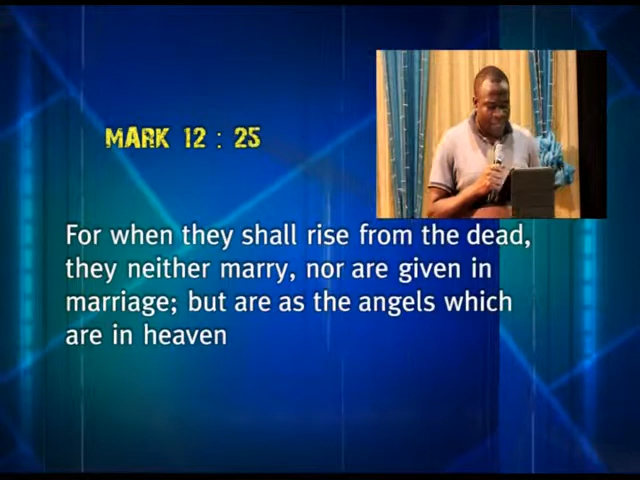 MARK 12 : 25
For when they shall rise from the dead,
they neither marry, nor are given in
marriage; but are as the angels which
are in heaven